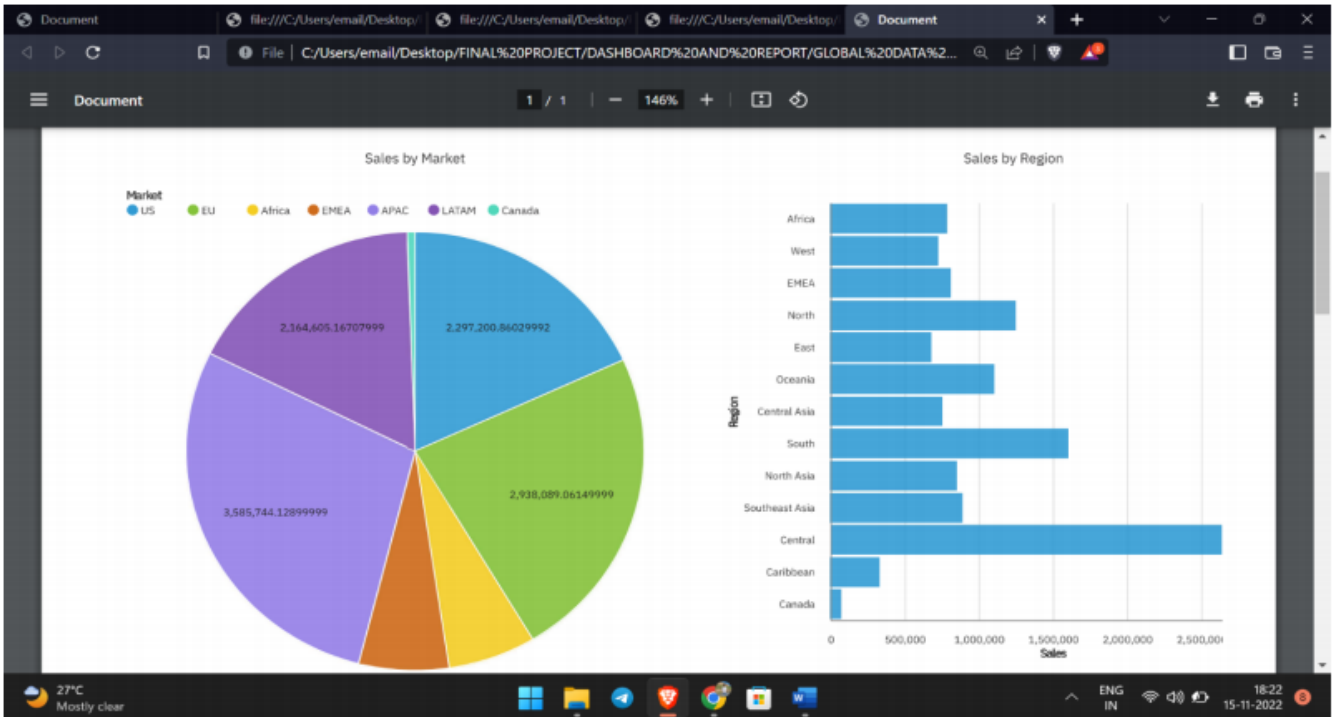 Document
file:///C:/Users/email/Desktop/
file:///C:/Users/email/Desktop/
file:///C:/Users/email/Desktop/
Document
File | C:/Users/email/Desktop/FINAL%20PROJECT/DASHBOARD%20AND%20REPORT/GLOBAL%20DATA%2...
Document
1 / 1
146%
Sales by Market
Market
US EU Africa EMEA APAC LATAM Canada
2,164,605.16707999
2,297,200.86029992
2,938,089.06149999
3,585,744.12899999
Sales by Region
Region
Africa
West
EMEA
North
East
Oceania
Central Asia
South
North Asia
Southeast Asia
Central
Caribbean
Canada
0 500,000 1,000,000 1,500,000 2,000,000 2,500,00
Sales
27°C
Mostly clear
ENG
IN
18:22
15-11-2022
8